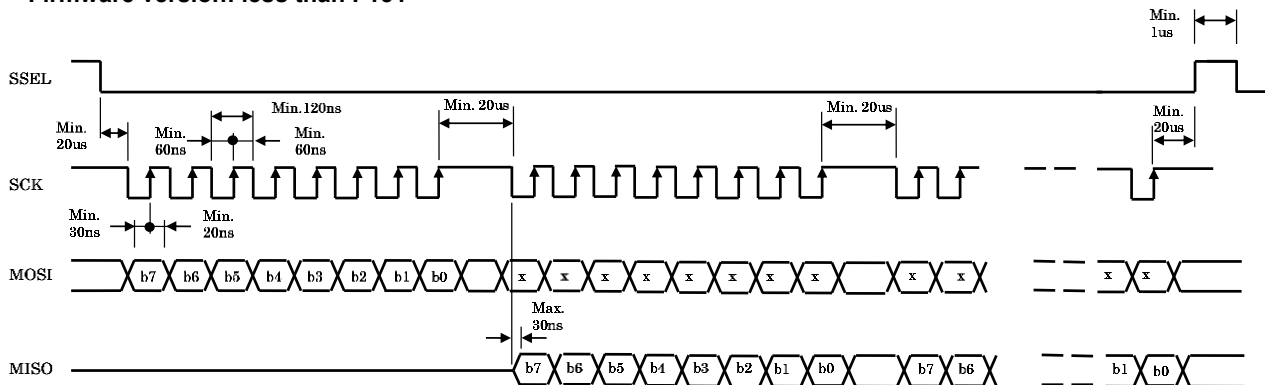 Firmware version: less than
Min.
1us
SSEL
Min. 20us
Min.120ns
Min. 60ns
Min. 60ns
Min. 20us
Min. 20us
Min. 20us
SCK
Min. 30ns
Min. 20ns
MOSI b7 b6 b5 b4 b3 b2 b1 b0 x x x x x x x x x x x x
Max. 30ns
MISO b7 b6 b5 b4 b3 b2 b1 b0 b7 b6 b1 b0